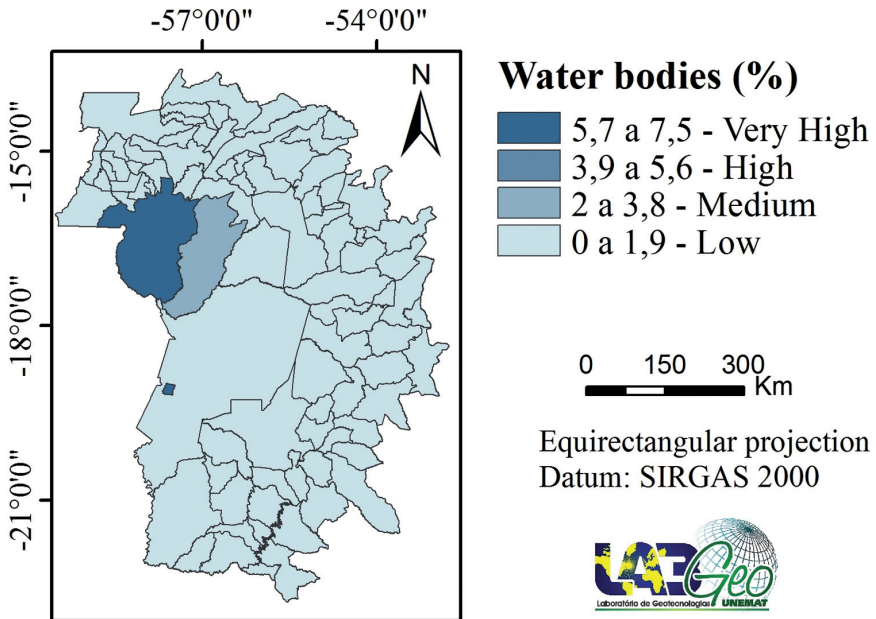 -57°0'0"
-54°0'0"
-15°0'0"
-18°0'0"
-21°0'0"
N
Water bodies (%)
5,7 a 7,5 - Very High
3,9 a 5,6 - High
2 a 3,8 - Medium
0 a 1,9 - Low
0 150 300
Km
Equirectangular projection
Datum: SIRGAS 2000
LAB Geo
Laboratório de Geotecnologias UNEMAT